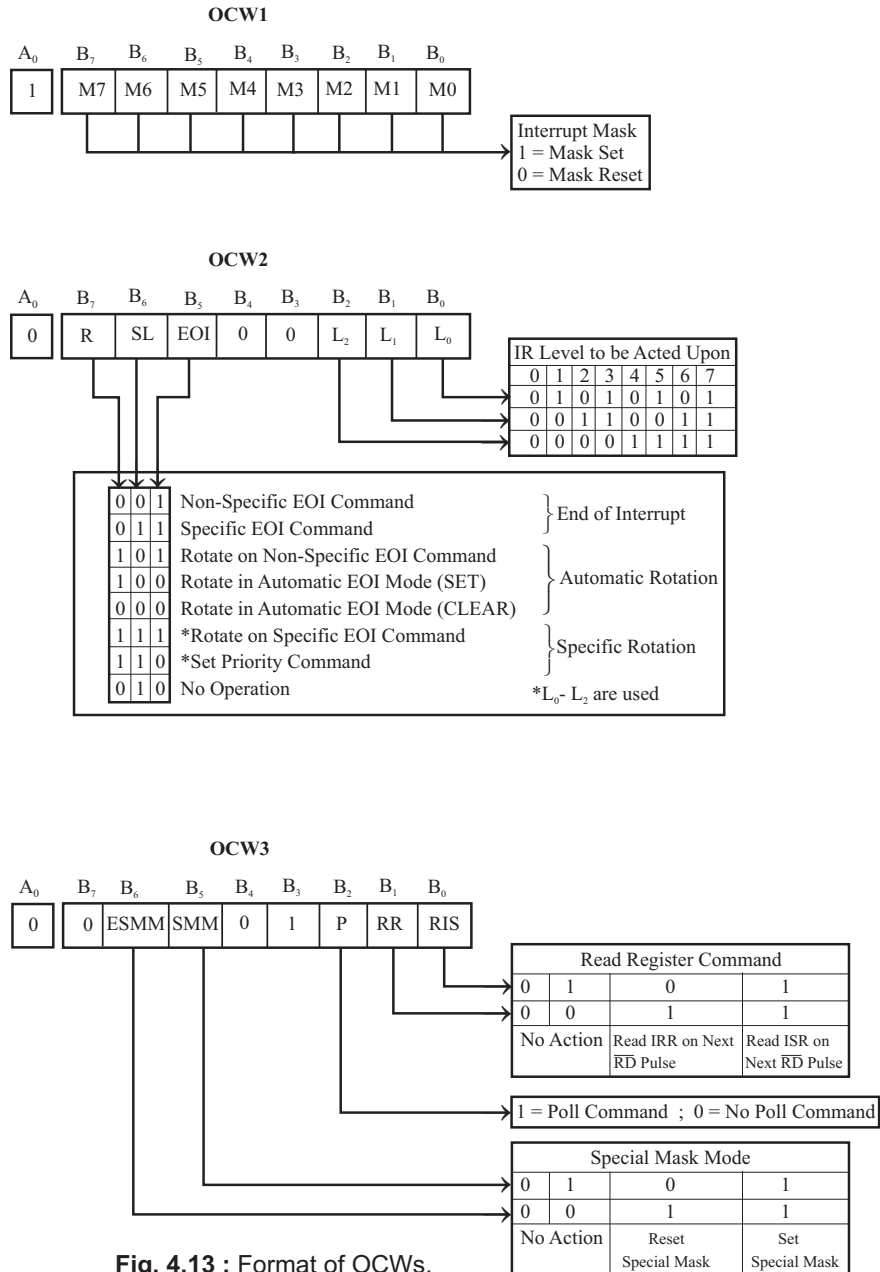 OCW1
A₀ B₇ B₆ B₅ B₄ B₃ B₂ B₁ B₀
1 M7 M6 M5 M4 M3 M2 M1 M0
Interrupt Mask
1 = Mask Set
0 = Mask Reset
OCW2
A₀ B₇ B₆ B₅ B₄ B₃ B₂ B₁ B₀
0 R SL EOI 0 0 L₂ L₁ L₀
IR Level to be Acted Upon
0 1 2 3 4 5 6 7
0 1 0 1 0 1 0 1
0 0 1 1 0 0 1 1
0 0 0 0 1 1 1 1
0 0 1 Non-Specific EOI Command
0 1 1 Specific EOI Command
End of Interrupt
1 0 1 Rotate on Non-Specific EOI Command
1 0 0 Rotate in Automatic EOI Mode (SET)
0 0 0 Rotate in Automatic EOI Mode (CLEAR)
Automatic Rotation
1 1 1 *Rotate on Specific EOI Command
1 1 0 *Set Priority Command
Specific Rotation
0 1 0 No Operation
*L₀- L₂ are used
OCW3
A₀ B₇ B₆ B₅ B₄ B₃ B₂ B₁ B₀
0 0 ESMM SMM 0 1 P RR RIS
Read Register Command
0 1 0 1
0 0 1 1
No Action Read IRR on Next Read ISR on
R̅D̅ Pulse Next R̅D̅ Pulse
1 = Poll Command ; 0 = No Poll Command
Special Mask Mode
0 1 0 1
0 0 1 1
No Action Reset Set
Special Mask Special Mask
Fig. 4.13 : Format of OCWs.